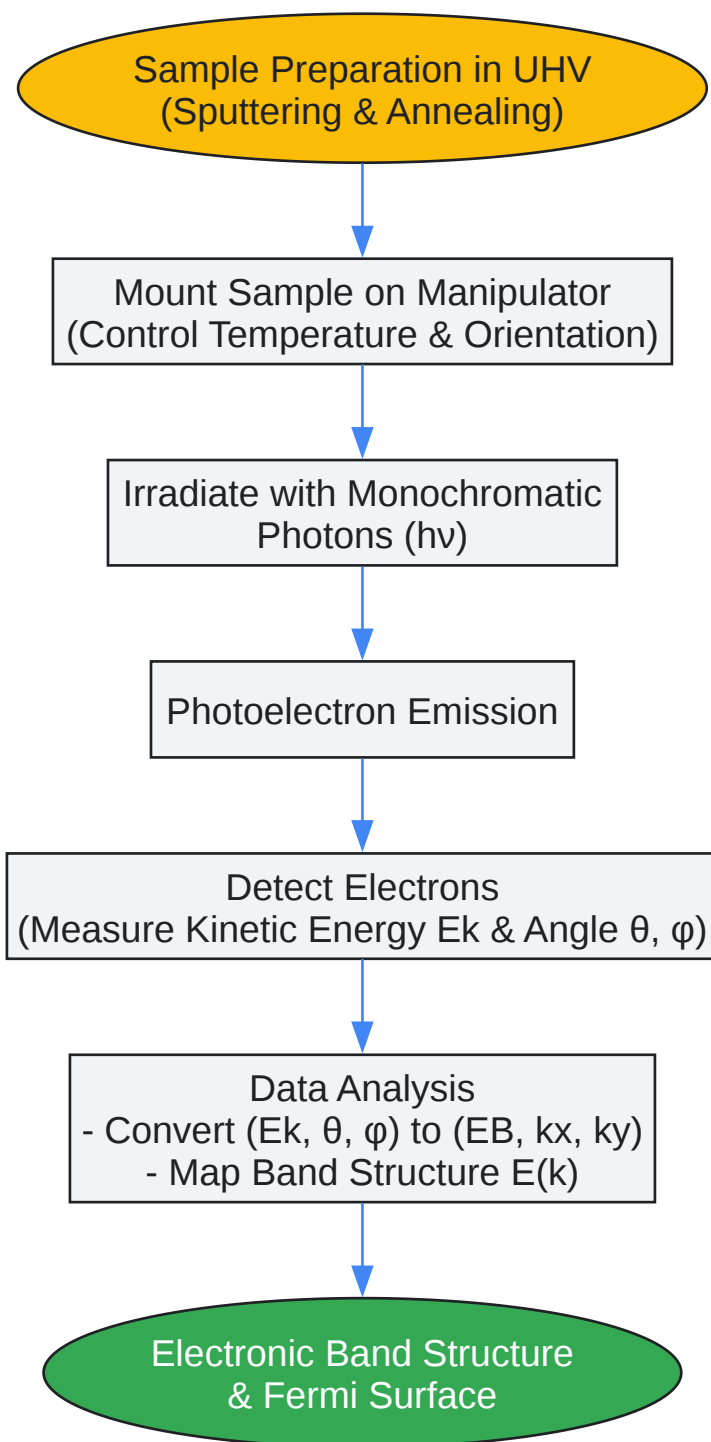 Sample Preparation in UHV
(Sputtering & Annealing)
Mount Sample on Manipulator
(Control Temperature & Orientation)
Irradiate with Monochromatic
Photons (hν)
Photoelectron Emission
Detect Electrons
(Measure Kinetic Energy Ek & Angle θ, φ)
Data Analysis
- Convert (Ek, θ, φ) to (EB, kx, ky)
- Map Band Structure E(k)
Electronic Band Structure
& Fermi Surface